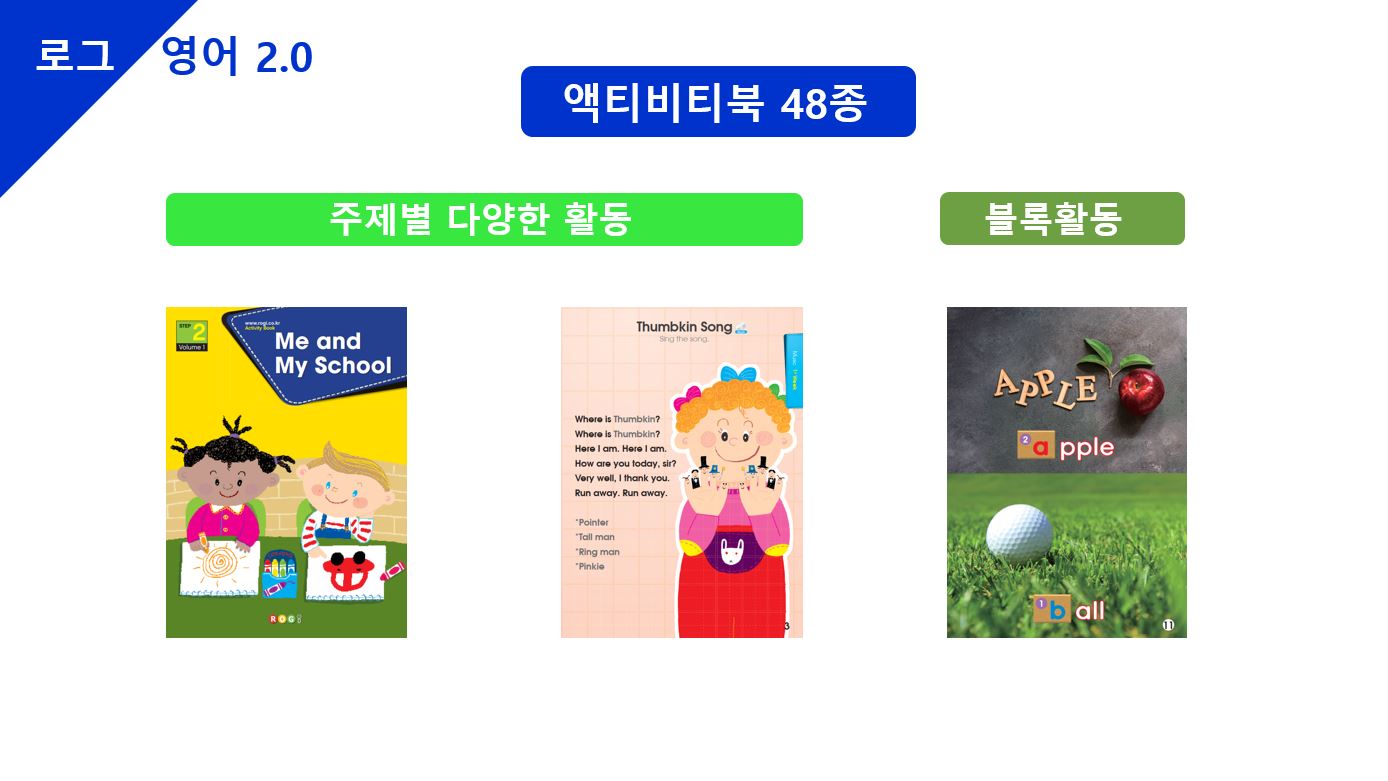 로그 영어 2.0
액티비티북 48종
주제별 다양한 활동
블록활동
STEP 2
Volume 1
www.rogi.co.kr
Activity Book
Me and
My School
ROGI
Thumbkin Song
Sing the song.
Music
Where is Thumbkin?
Where is Thumbkin?
Here I am. Here I am.
How are you today, sir?
Very well, I thank you.
Run away. Run away.
*Pointer
*Tall man
*Ring man
*Pinkie
3
APPLE
2 a pple
1 b all
11